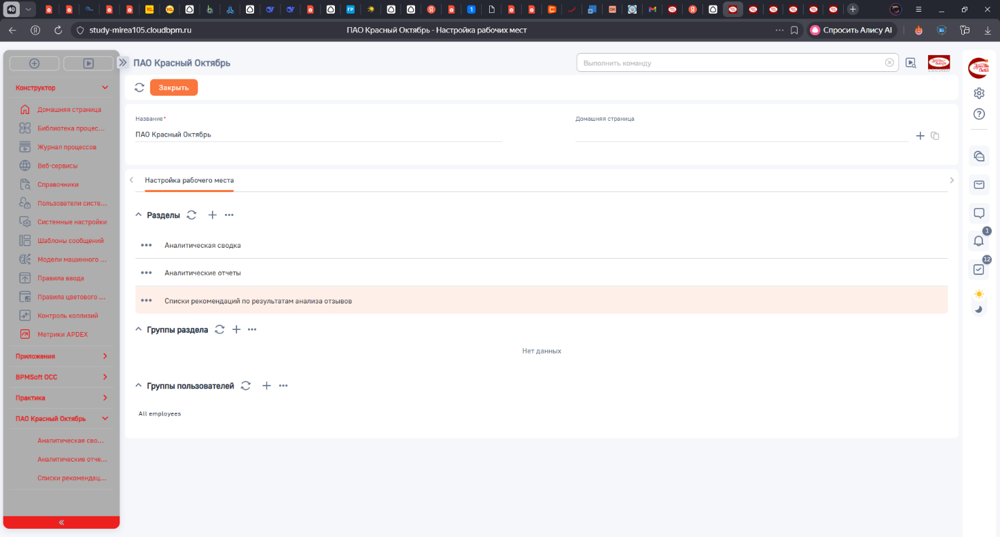 40
study-mirea105.cloudbpm.ru
ПАО Красный Октябрь - Настройка рабочих мест
Спросить Алису AI
ПАО Красный Октябрь
Выполнить команду
Закрыть
Конструктор
Домашняя страница
Библиотека процес...
Журнал процессов
Веб-сервисы
Справочники
Пользователи систе...
Системные настройки
Шаблоны сообщений
Модели машинного ...
Правила ввода
Правила цветового ...
Контроль коллизий
Метрики APDEX
Приложения
BPMSoft ОСС
Практика
ПАО Красный Октябрь
Аналитическая сво...
Аналитические отче...
Списки рекомендац...
Название*
ПАО Красный Октябрь
Домашняя страница
Настройка рабочего места
Разделы
Аналитическая сводка
Аналитические отчеты
Списки рекомендаций по результатам анализа отзывов
Группы раздела
Нет данных
Группы пользователей
All employees
1
12